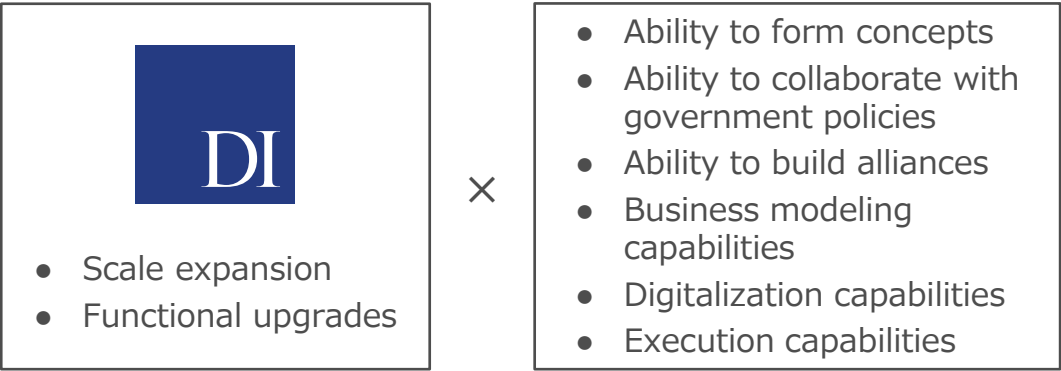 DI
● Scale expansion
● Functional upgrades
×
● Ability to form concepts
● Ability to collaborate with
government policies
● Ability to build alliances
● Business modeling
capabilities
● Digitalization capabilities
● Execution capabilities